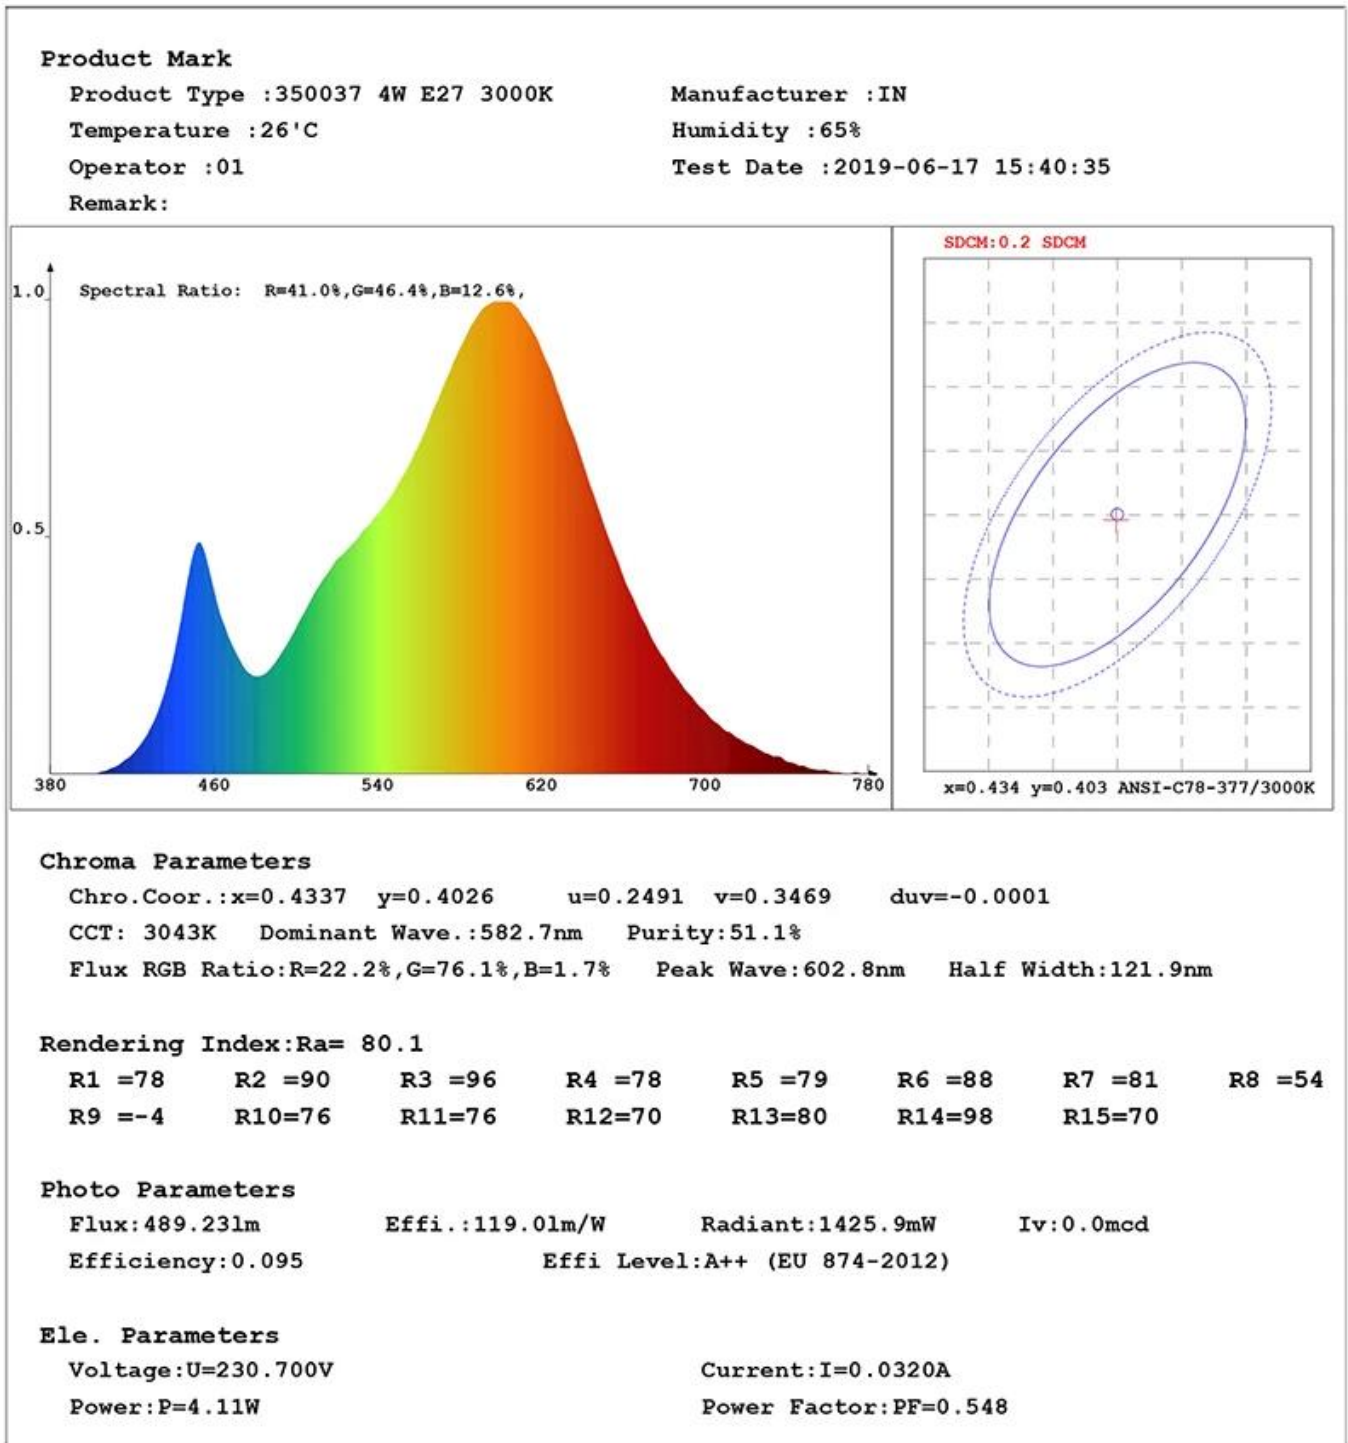 Product Mark
Product Type :350037 4W E27 3000K Manufacturer :IN
Temperature :26'C Humidity :65%
Operator :01 Test Date :2019-06-17 15:40:35
Remark:
SDCM:0.2 SDCM
1.0 Spectral Ratio: R=41.0%,G=46.4%,B=12.6%,
0.5
380 460 540 620 700 780
x=0.434 y=0.403 ANSI-C78-377/3000K
Chroma Parameters
Chro.Coor.:x=0.4337 y=0.4026 u=0.2491 v=0.3469 duv=-0.0001
CCT: 3043K Dominant Wave.:582.7nm Purity:51.1%
Flux RGB Ratio:R=22.2%,G=76.1%,B=1.7% Peak Wave:602.8nm Half Width:121.9nm
Rendering Index:Ra= 80.1
R1 =78 R2 =90 R3 =96 R4 =78 R5 =79 R6 =88 R7 =81 R8 =54
R9 =-4 R10=76 R11=76 R12=70 R13=80 R14=98 R15=70
Photo Parameters
Flux:489.23lm Effi.:119.0lm/W Radiant:1425.9mW Iv:0.0mcd
Efficiency:0.095 Effi Level:A++ (EU 874-2012)
Ele. Parameters
Voltage:U=230.700V Current:I=0.0320A
Power:P=4.11W Power Factor:PF=0.548